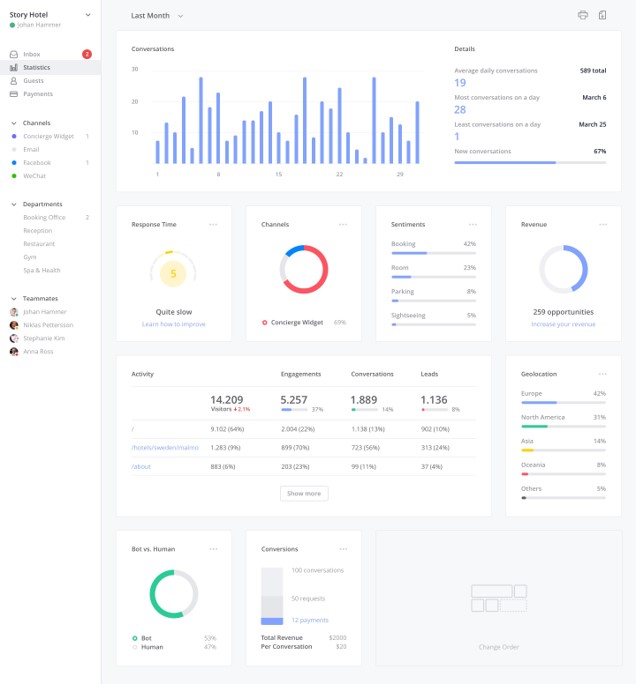 Story Hotel
Johan Hammer
Inbox 2
Statistics
Guests
Payments
Channels
Concierge Widget 1
Email
Facebook 1
WeChat
Departments
Booking Office 2
Reception
Restaurant
Gym
Spa & Health
Teammates
Johan Hammer
Niklas Pettersson
Stephanie Kim
Anna Ross
Last Month
Conversations
30
20
10
1 8 15 22 29
Details
Average daily conversations 589 total
19
Most conversations on a day March 6
28
Least conversations on a day March 25
1
New conversations 67%
Response Time
5
Quite slow
Learn how to improve
Channels
Concierge Widget 69%
Sentiments
Booking 42%
Room 23%
Parking 8%
Sightseeing 5%
Revenue
259 opportunities
Increase your revenue
Activity Engagements Conversations Leads
14.209 5.257 1.889 1.136
Visitors 2.1% 37% 14% 8%
/ 9.102 (64%) 2.004 (22%) 1.138 (13%) 902 (10%)
/hotels/sweden/malmo 1.283 (9%) 899 (70%) 723 (56%) 313 (24%)
/about 883 (6%) 203 (23%) 99 (11%) 37 (4%)
Show more
Geolocation
Europe 42%
North America 31%
Asia 14%
Oceania 8%
Others 5%
Bot vs. Human
Bot 53%
Human 47%
Conversions
100 conversations
50 requests
12 payments
Total Revenue $2000
Per Conversation $20
Change Order